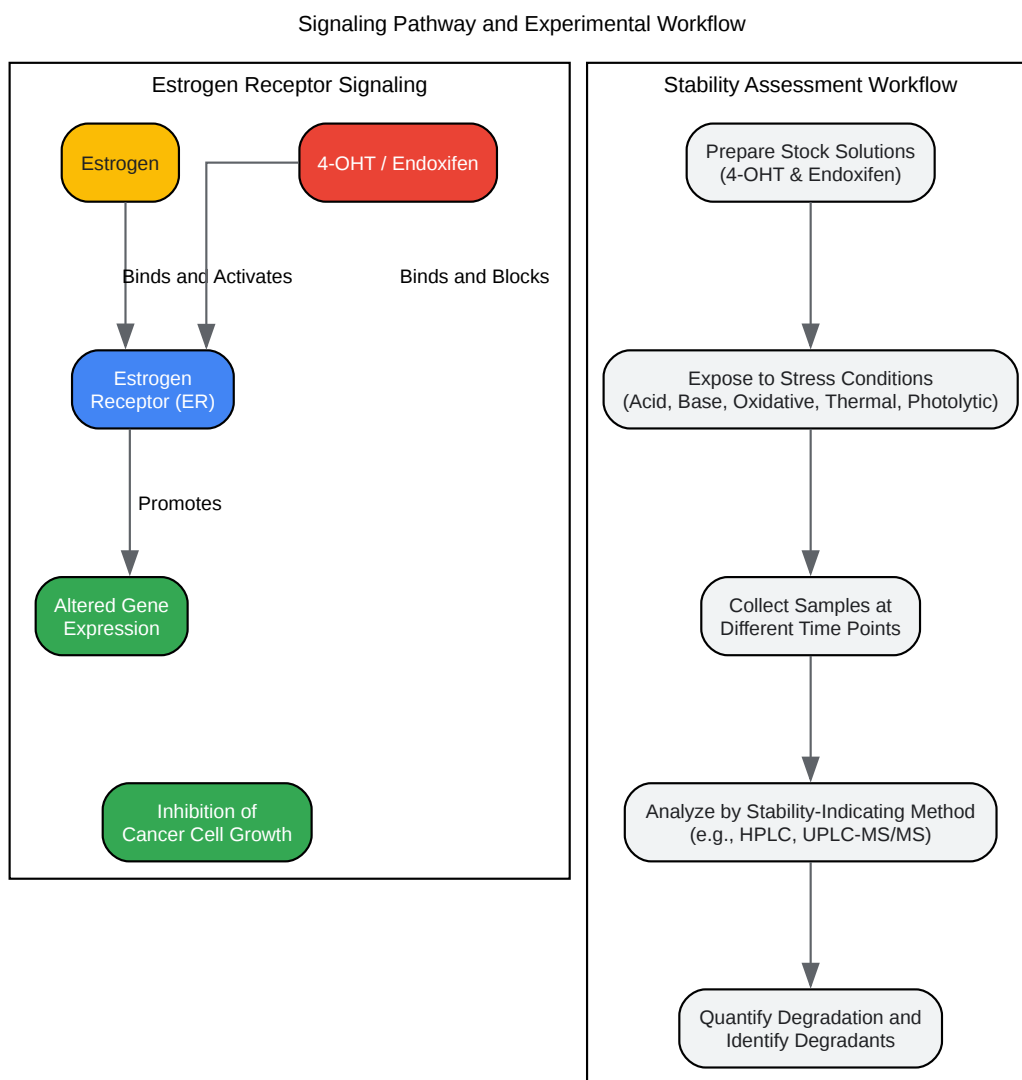 Signaling Pathway and Experimental Workflow
Estrogen Receptor Signaling
Estrogen
4-OHT / Endoxifen
Binds and Activates
Binds and Blocks
Estrogen
Receptor (ER)
Promotes
Altered Gene
Expression
Inhibition of
Cancer Cell Growth
Stability Assessment Workflow
Prepare Stock Solutions
(4-OHT & Endoxifen)
Expose to Stress Conditions
(Acid, Base, Oxidative, Thermal, Photolytic)
Collect Samples at
Different Time Points
Analyze by Stability-Indicating Method
(e.g., HPLC, UPLC-MS/MS)
Quantify Degradation and
Identify Degradants